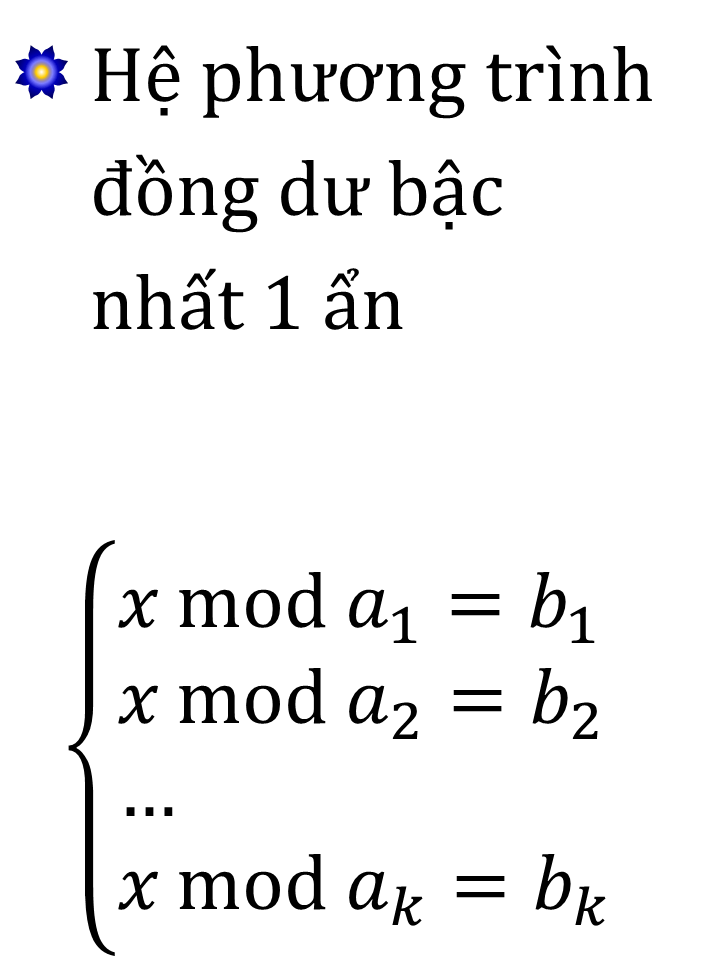 Hệ phương trình
đồng dư bậc
nhất 1 ẩn
x mod a₁ = b₁
x mod a₂ = b₂
...
x mod aₖ = bₖ